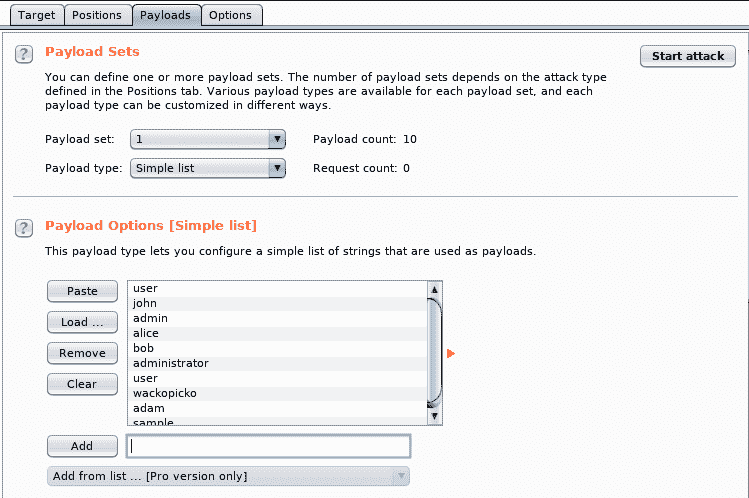 Target Positions Payloads Options
? Payload Sets Start attack
You can define one or more payload sets. The number of payload sets depends on the attack type
defined in the Positions tab. Various payload types are available for each payload set, and each
payload type can be customized in different ways.
Payload set: 1 Payload count: 10
Payload type: Simple list Request count: 0
? Payload Options [Simple list]
This payload type lets you configure a simple list of strings that are used as payloads.
Paste
Load ...
Remove
Clear
user
john
admin
alice
bob
administrator
user
wackopicko
adam
sample
Add
Add from list ... [Pro version only]